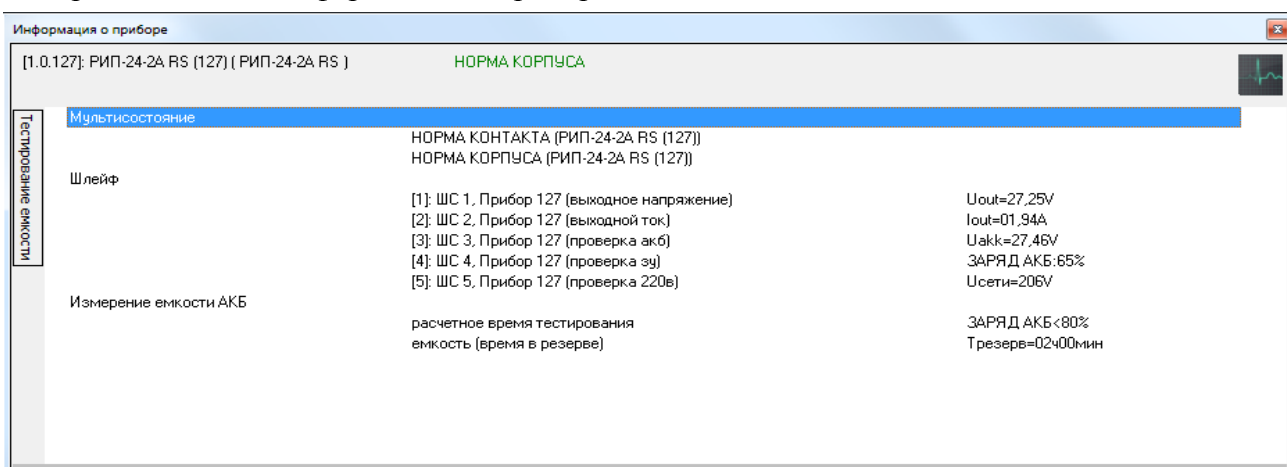 Информация о приборе
[1.0.127]: РИП-24-2А RS (127) ( РИП-24-2А RS ) НОРМА КОРПУСА
Тестирование емкости
Мультисостояние
НОРМА КОНТАКТА (РИП-24-2А RS (127))
НОРМА КОРПУСА (РИП-24-2А RS (127))
Шлейф
[1]: ШС 1, Прибор 127 (выходное напряжение) Uout=27,25V
[2]: ШС 2, Прибор 127 (выходной ток) Iout=01,94A
[3]: ШС 3, Прибор 127 (проверка акб) Uakk=27,46V
[4]: ШС 4, Прибор 127 (проверка зу) ЗАРЯД АКБ:65%
[5]: ШС 5, Прибор 127 (проверка 220в) Uсети=206V
Измерение емкости АКБ
расчетное время тестирования ЗАРЯД АКБ<80%
емкость (время в резерве) Трезерв=02ч00мин